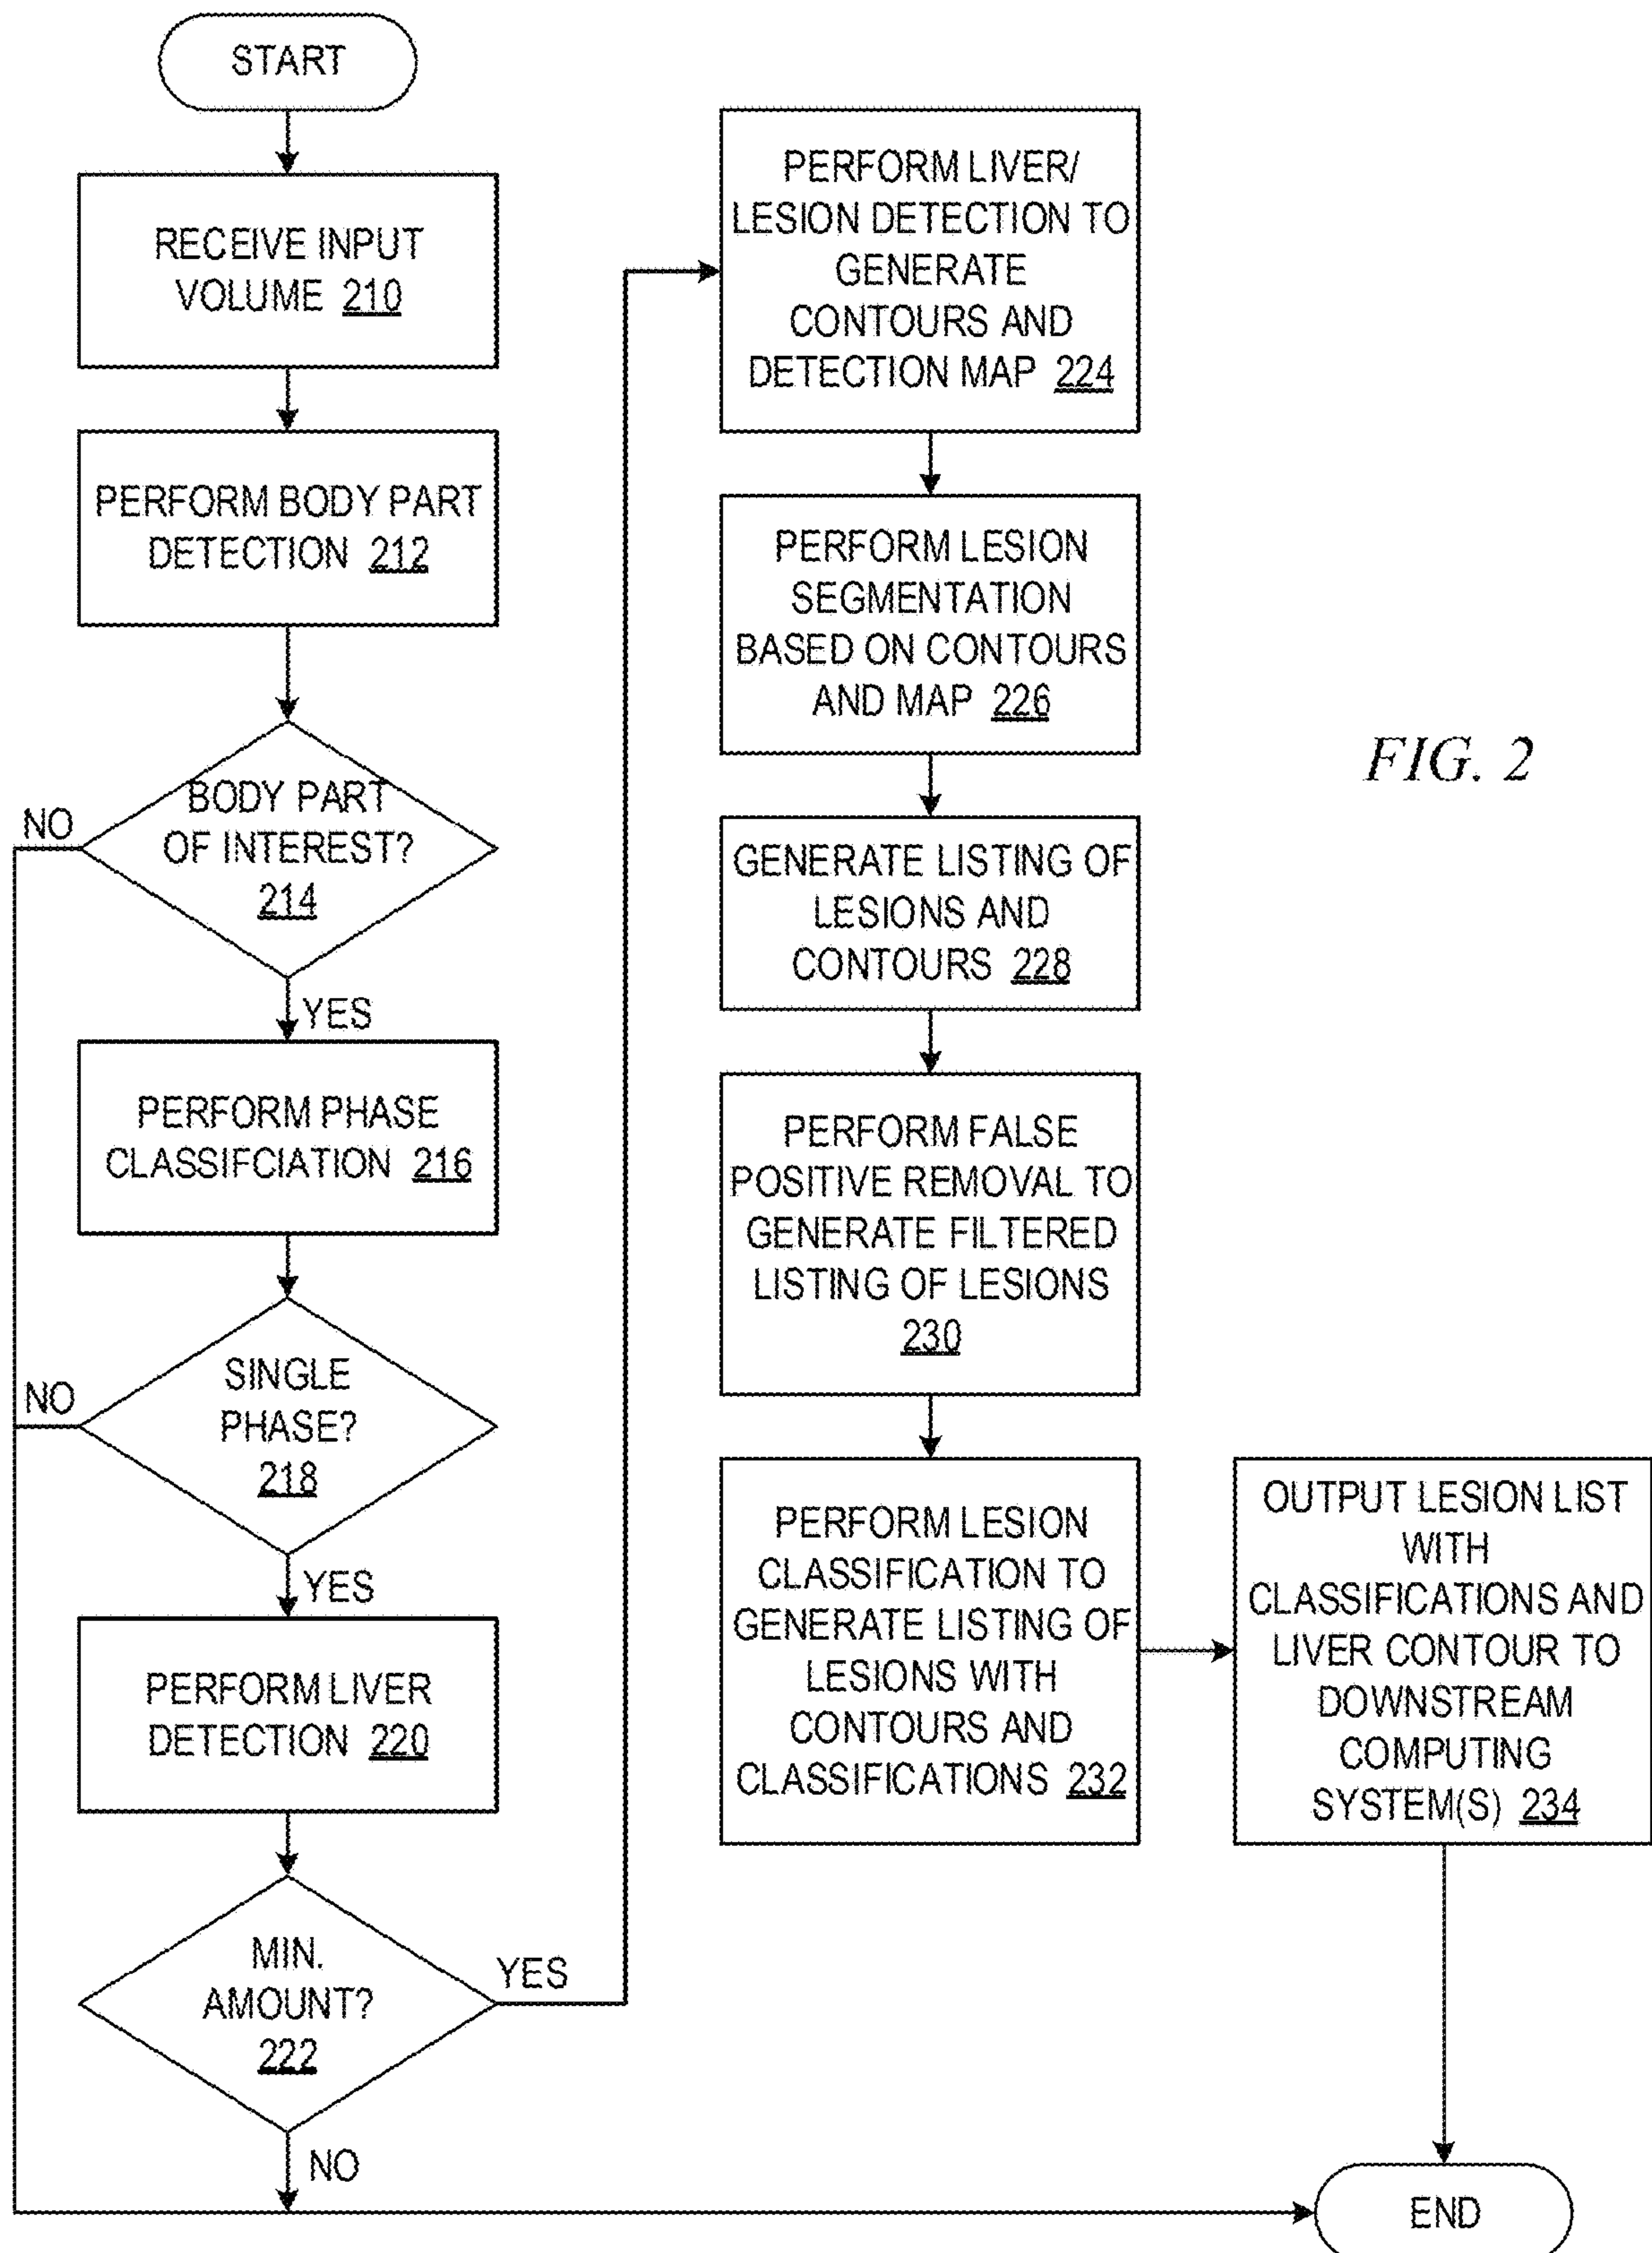 START
RECEIVE INPUT
VOLUME 210
PERFORM BODY PART
DETECTION 212
BODY PART
OF INTEREST?
214
NO
YES
PERFORM PHASE
CLASSIFCIATION 216
SINGLE
PHASE?
218
NO
YES
PERFORM LIVER
DETECTION 220
MIN.
AMOUNT?
222
YES
NO
PERFORM LIVER/
LESION DETECTION TO
GENERATE
CONTOURS AND
DETECTION MAP 224
PERFORM LESION
SEGMENTATION
BASED ON CONTOURS
AND MAP 226
GENERATE LISTING OF
LESIONS AND
CONTOURS 228
PERFORM FALSE
POSITIVE REMOVAL TO
GENERATE FILTERED
LISTING OF LESIONS
230
PERFORM LESION
CLASSIFICATION TO
GENERATE LISTING OF
LESIONS WITH
CONTOURS AND
CLASSIFICATIONS 232
OUTPUT LESION LIST
WITH
CLASSIFICATIONS AND
LIVER CONTOUR TO
DOWNSTREAM
COMPUTING
SYSTEM(S) 234
END
FIG. 2